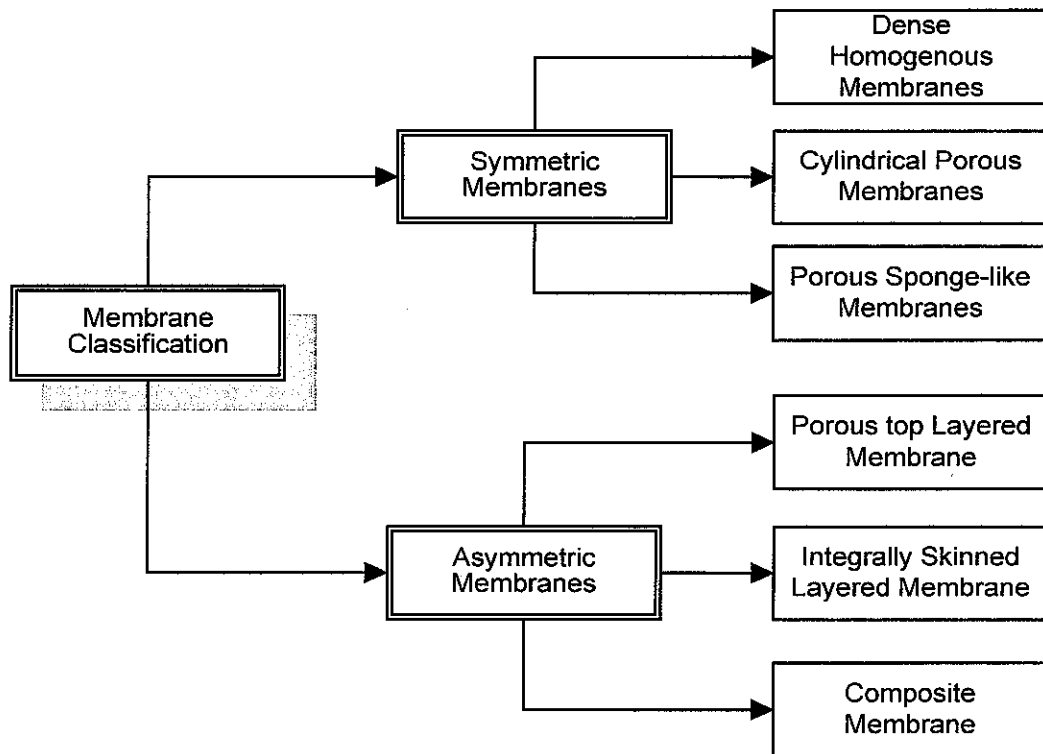 Dense
Homogenous
Membranes
Symmetric
Membranes
Cylindrical Porous
Membranes
Porous Sponge-like
Membranes
Membrane
Classification
Porous top Layered
Membrane
Asymmetric
Membranes
Integrally Skinned
Layered Membrane
Composite
Membrane